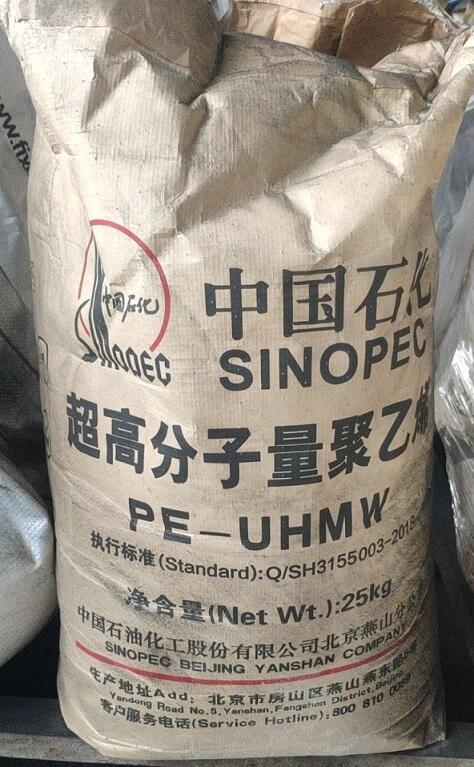 中国石化
SINOPEC
中国石化
SINOPEC
超高分子量聚乙烯
PE-UHMW
执行标准(Standard):Q/SH3155003-2018
净含量(Net Wt.):25kg
中国石油化工股份有限公司北京燕山分公司
SINOPEC BEIJING YANSHAN COMPANY
生产地址Add: 北京市房山区燕山燕东路5号
Yandong Road No.5,Yanshan,Fangshan District,Beijing
客户服务电话(Service Hotline):800 810 0069